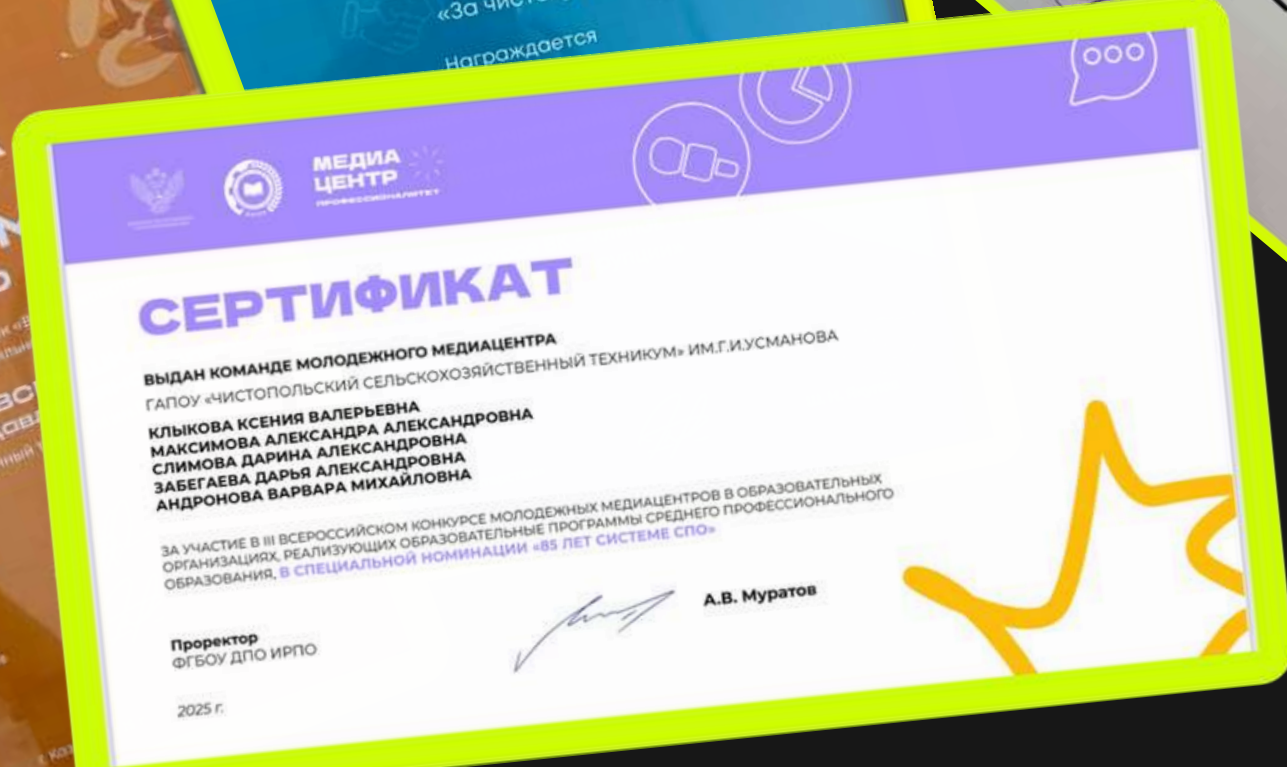 «За
Награждается
МЕДИА
ЦЕНТР
ПРОФЕССИОНАЛИТЕТ
СЕРТИФИКАТ
ВЫДАН КОМАНДЕ МОЛОДЕЖНОГО МЕДИАЦЕНТРА
ГАПОУ «ЧИСТОПОЛЬСКИЙ СЕЛЬСКОХОЗЯЙСТВЕННЫЙ ТЕХНИКУМ» ИМ.Г.И.УСМАНОВА
КЛЫКОВА КСЕНИЯ ВАЛЕРЬЕВНА
МАКСИМОВА АЛЕКСАНДРА АЛЕКСАНДРОВНА
СЛИМОВА ДАРИНА АЛЕКСАНДРОВНА
ЗАБЕГАЕВА ДАРЬЯ АЛЕКСАНДРОВНА
АНДРОНОВА ВАРВАРА МИХАЙЛОВНА
ЗА УЧАСТИЕ В III ВСЕРОССИЙСКОМ КОНКУРСЕ МОЛОДЕЖНЫХ МЕДИАЦЕНТРОВ В ОБРАЗОВАТЕЛЬНЫХ
ОРГАНИЗАЦИЯХ, РЕАЛИЗУЮЩИХ ОБРАЗОВАТЕЛЬНЫЕ ПРОГРАММЫ СРЕДНЕГО ПРОФЕССИОНАЛЬНОГО
ОБРАЗОВАНИЯ, В СПЕЦИАЛЬНОЙ НОМИНАЦИИ «85 ЛЕТ СИСТЕМЕ СПО»
А.В. Муратов
Проректор
ФГБОУ ДПО ИРПО
2025 г.